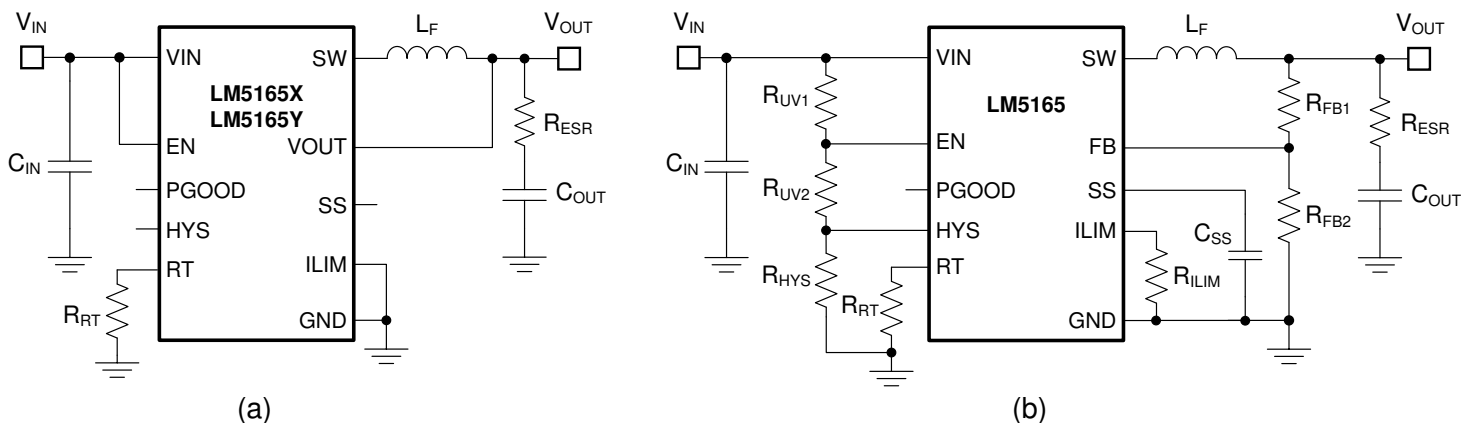 VIN
LF
VOUT
VIN
SW
LM5165X
LM5165Y
RESR
EN
VOUT
CIN
PGOOD
COUT
SS
HYS
RT
ILIM
RRT
GND
(a)
VIN
LF
VOUT
VIN
SW
RUV1
LM5165
RFB1
RESR
EN
FB
CIN
RUV2
PGOOD
SS
COUT
HYS
ILIM
CSS
RFB2
RHYS
RT
RILIM
RRT
GND
(b)